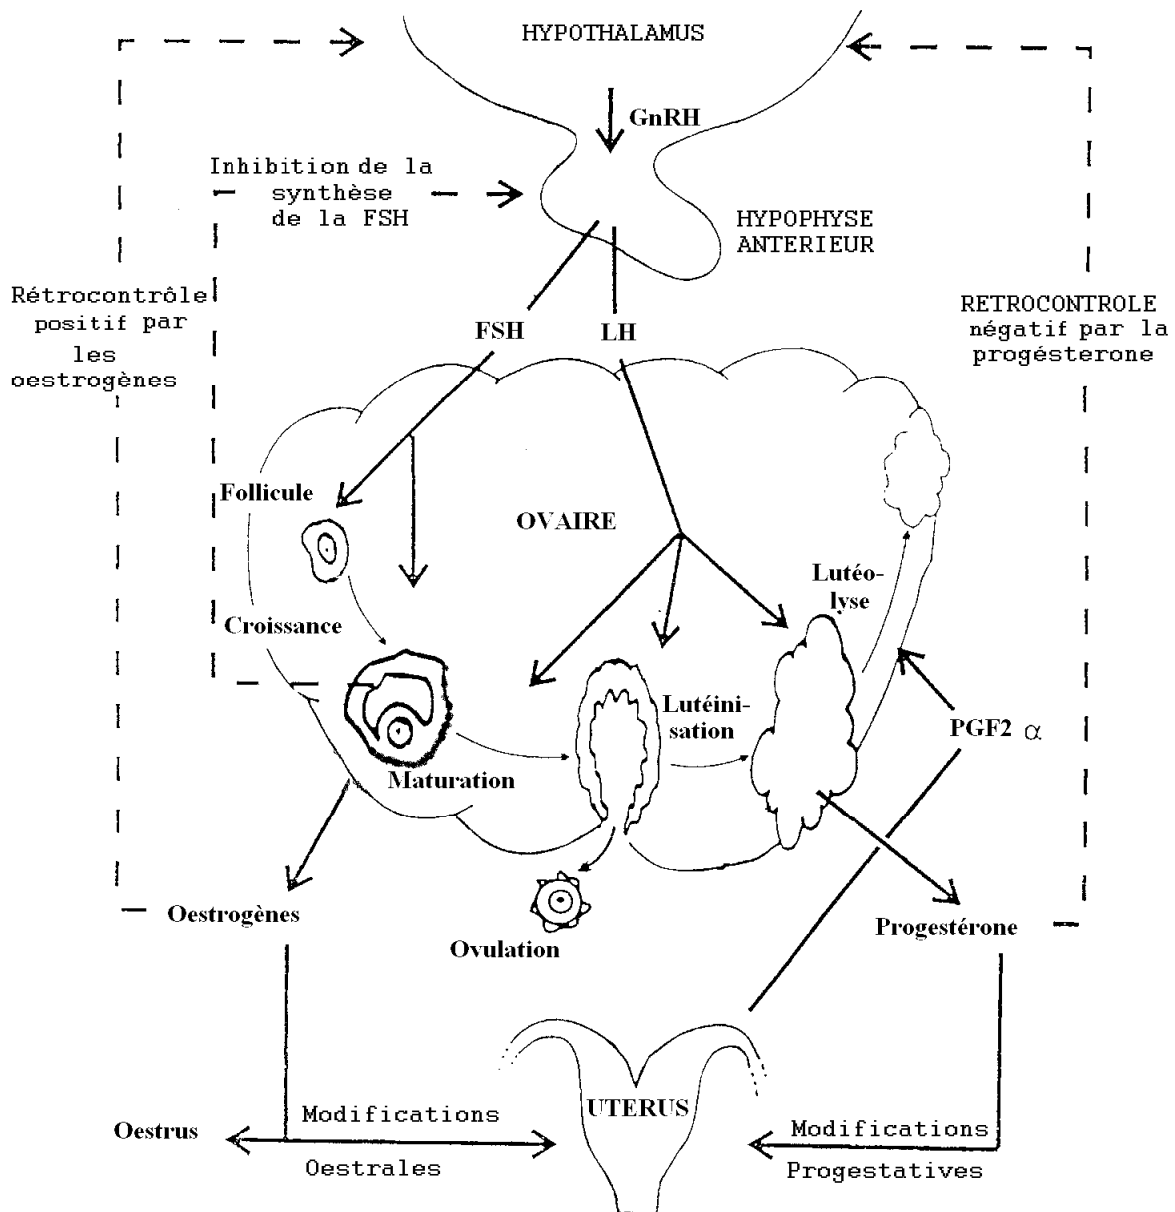 HYPOTHALAMUS
GnRH
Inhibition de la
synthèse
de la FSH
HYPOPHYSE
ANTERIEUR
Rétrocontrôle
positif par
les
oestrogènes
RETROCONTROLE
négatif par la
progésterone
FSH
LH
Follicule
OVAIRE
Lutéo-
lyse
Croissance
Lutéini-
sation
PGF2 α
Maturation
Oestrogènes
Ovulation
Progestérone
UTERUS
Oestrus
Modifications
Oestrales
Modifications
Progestatives